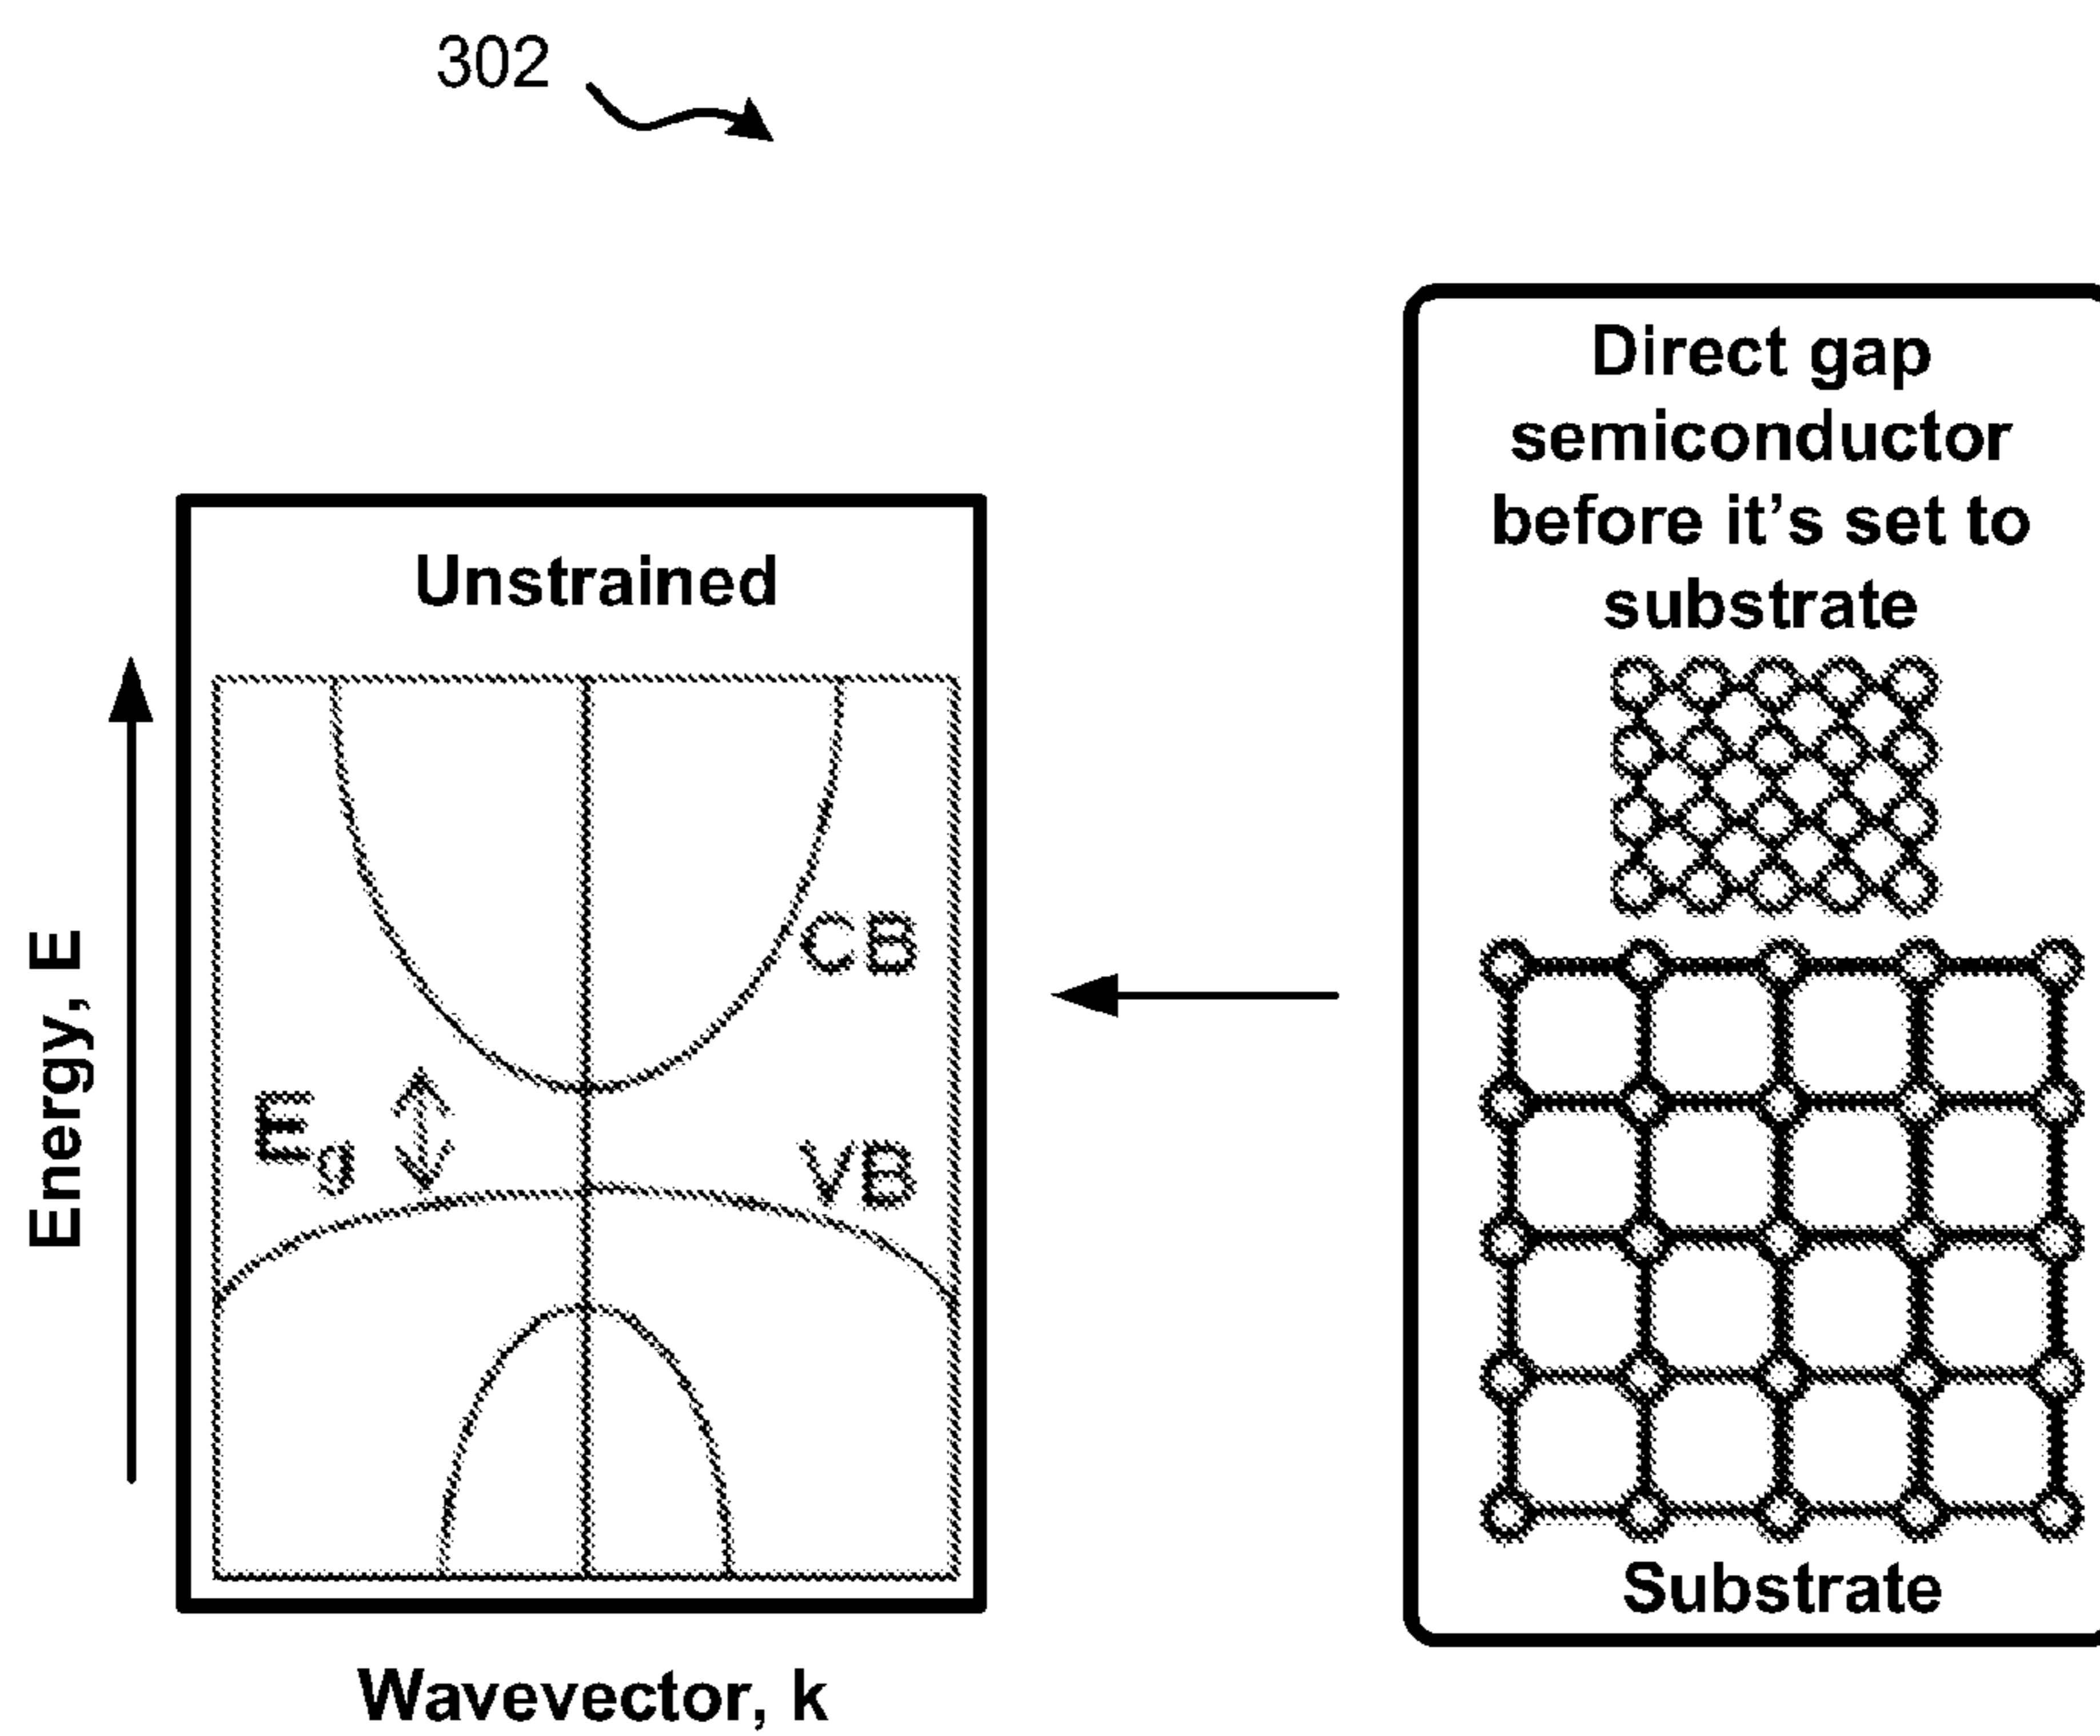 302
Unstrained
CB
Eg
VB
Energy, E
Wavevector, k
Direct gap
semiconductor
before it’s set to
substrate
Substrate